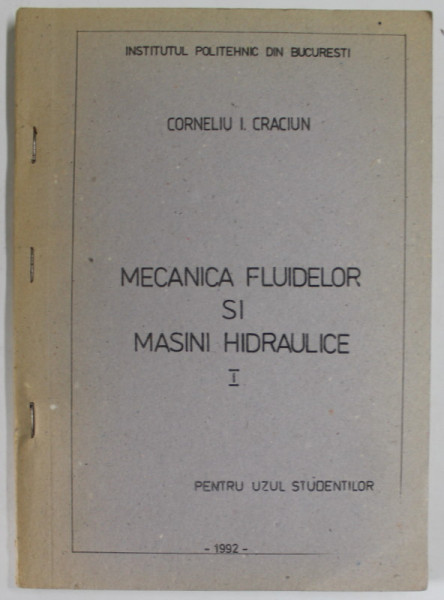 INSTITUTUL POLITEHNIC DIN BUCURESTI
CORNELIU I. CRACIUN
MECANICA FLUIDELOR
SI
MASINI HIDRAULICE
I
PENTRU UZUL STUDENTILOR
- 1992 -